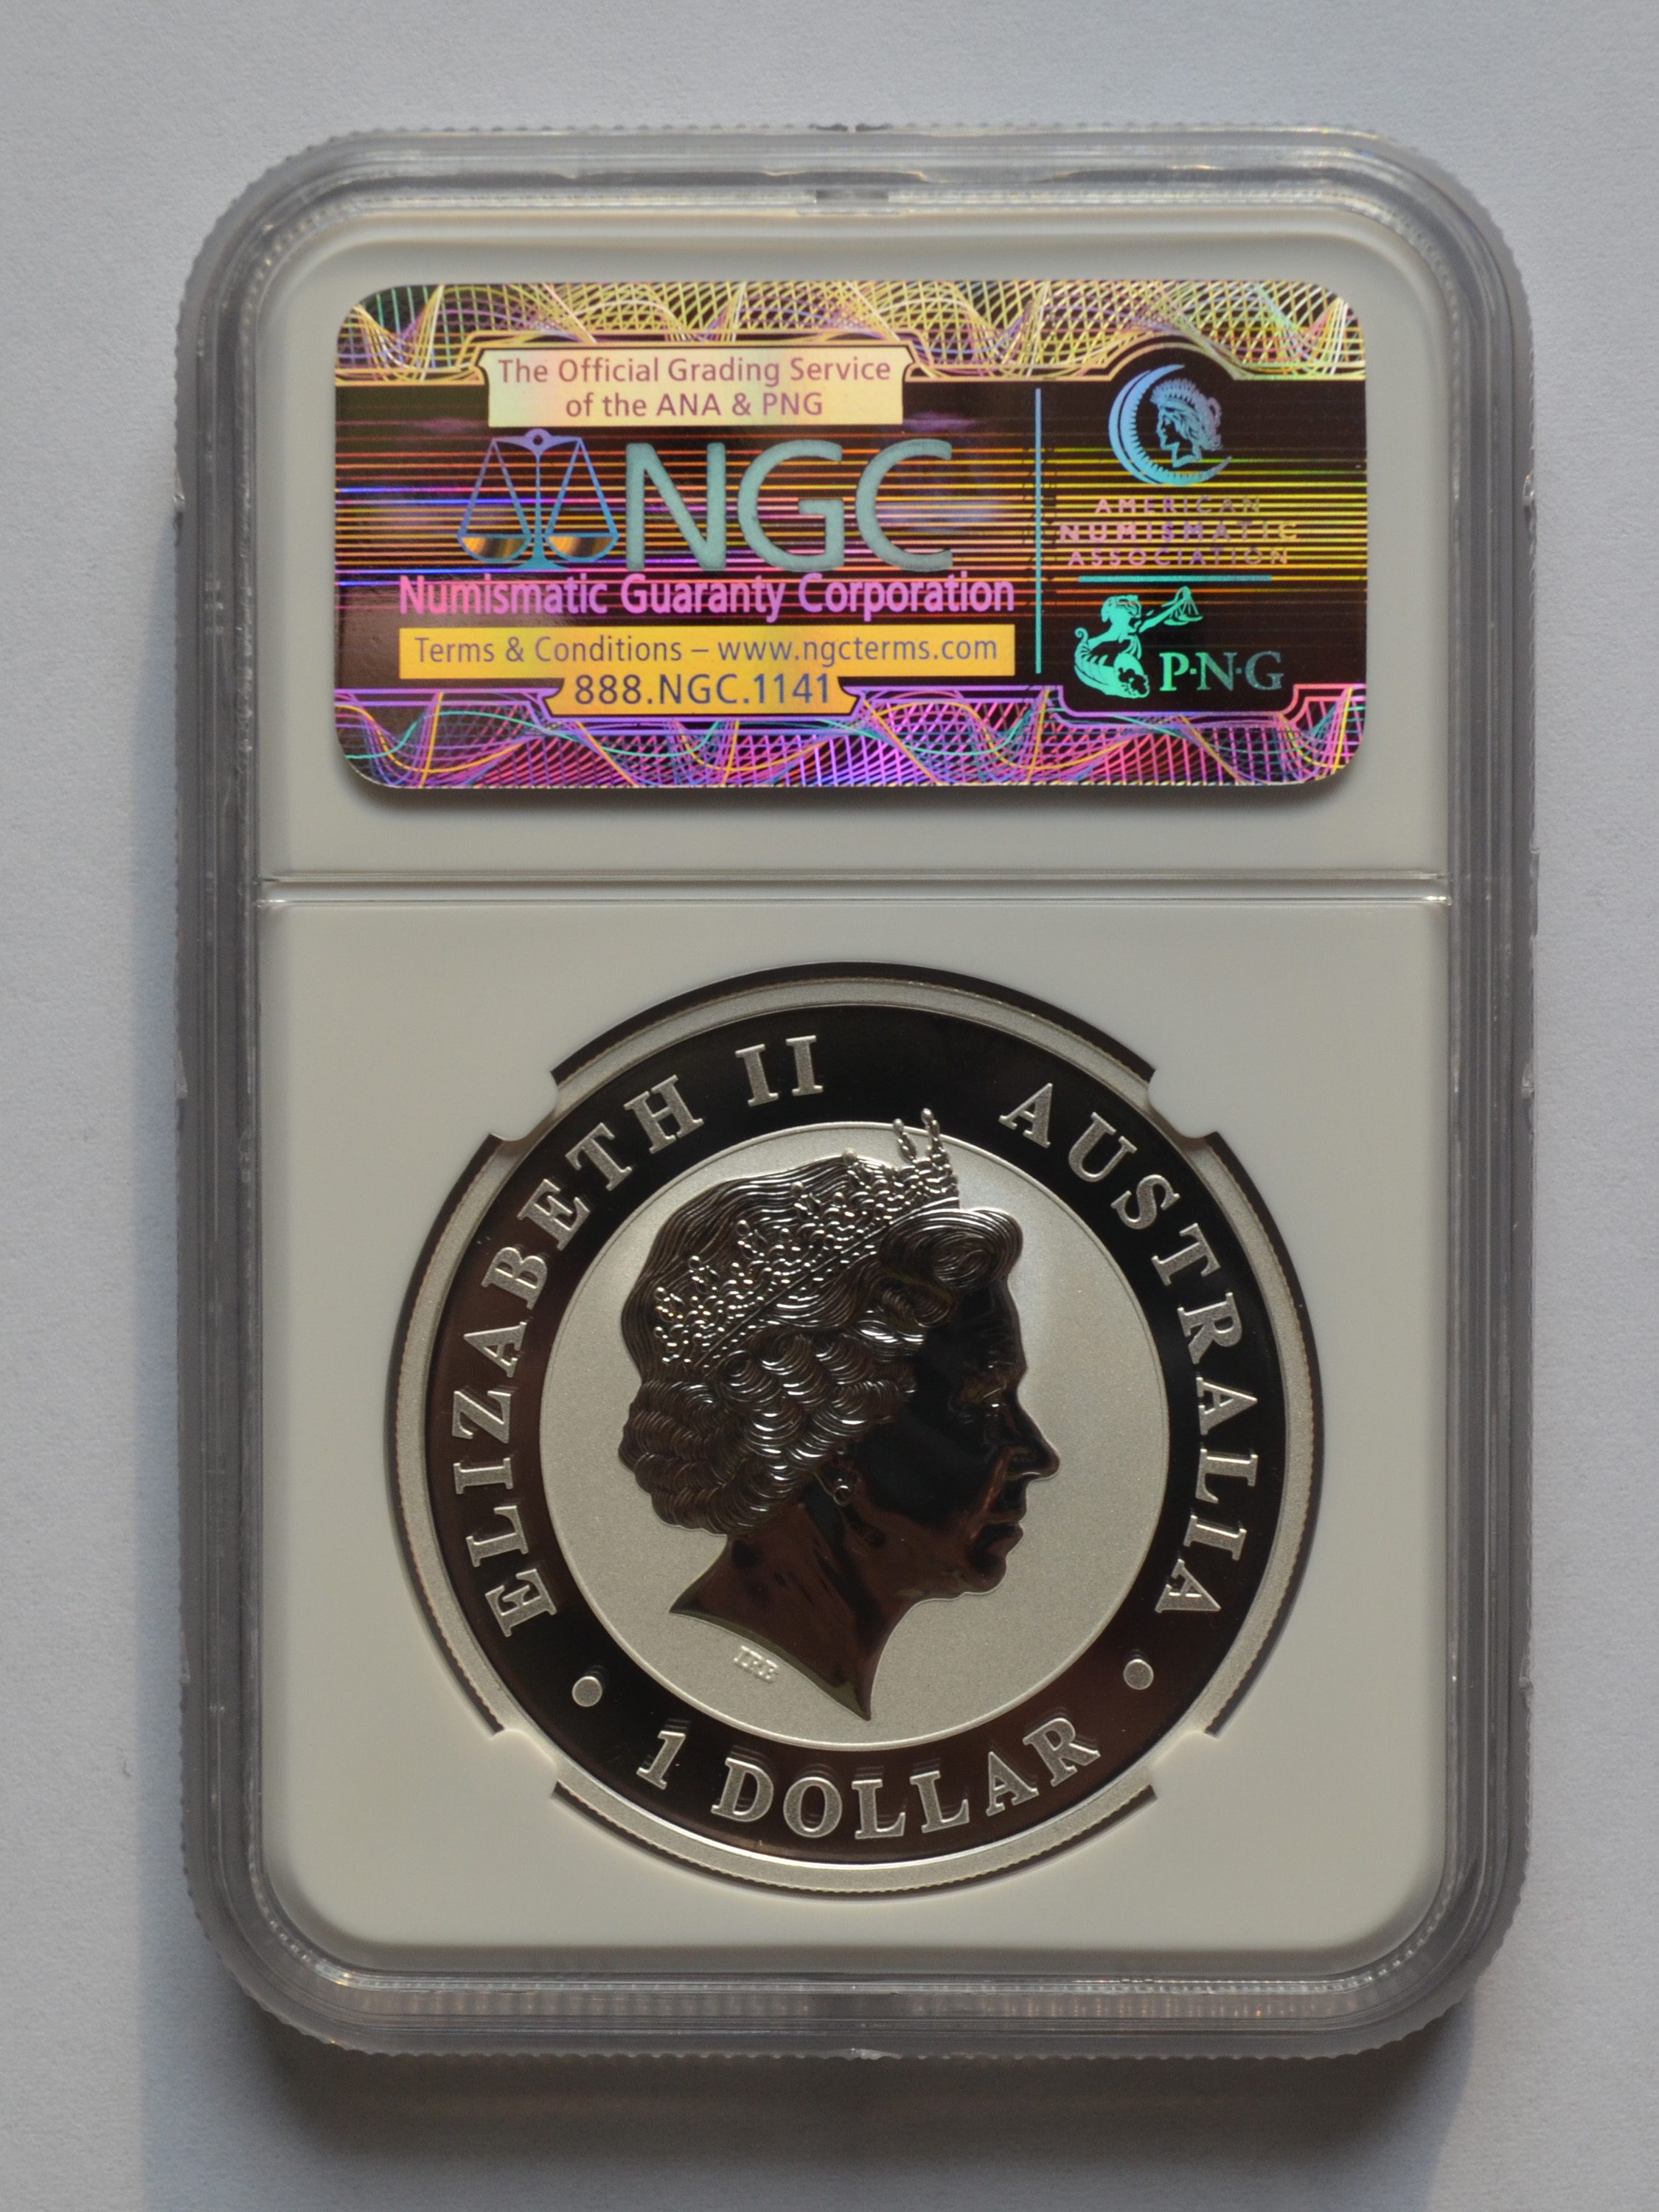 The Official Grading Service
of the ANA & PNG
NGC
Numismatic Guaranty Corporation
Terms & Conditions – www.ngcterms.com
888.NGC.1141
AMERICAN
NUMISMATIC
ASSOCIATION
P·N·G
ELIZABETH II AUSTRALIA
IRB
• 1 DOLLAR •